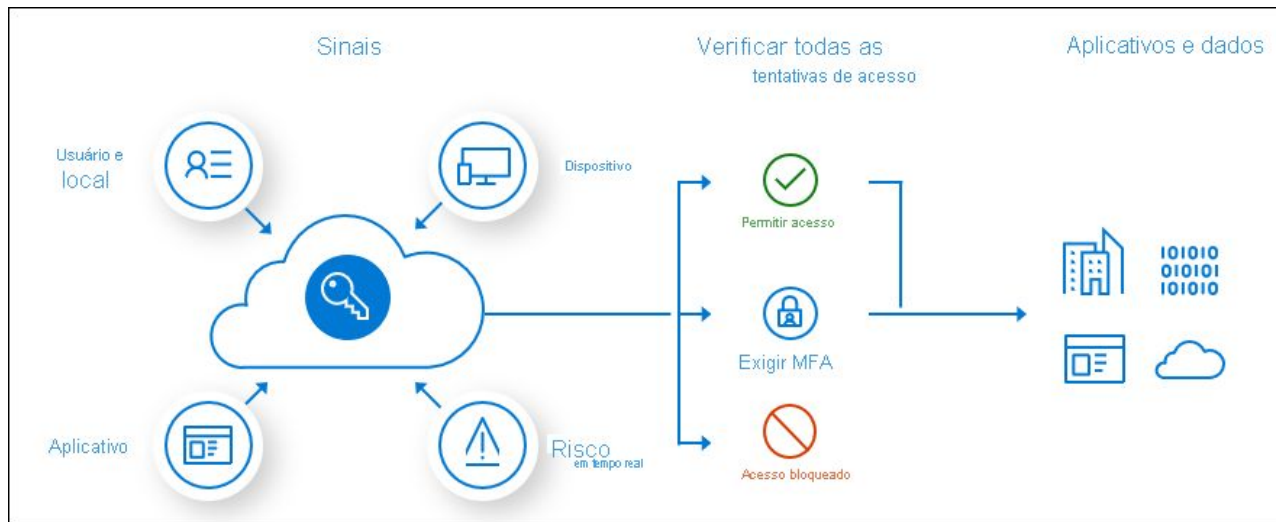 Sinais
Verificar todas as
tentativas de acesso
Aplicativos e dados
Usuário e
local
Dispositivo
Permitir acesso
101010
010101
101010
Exigir MFA
Aplicativo
Risco
em tempo real
Acesso bloqueado